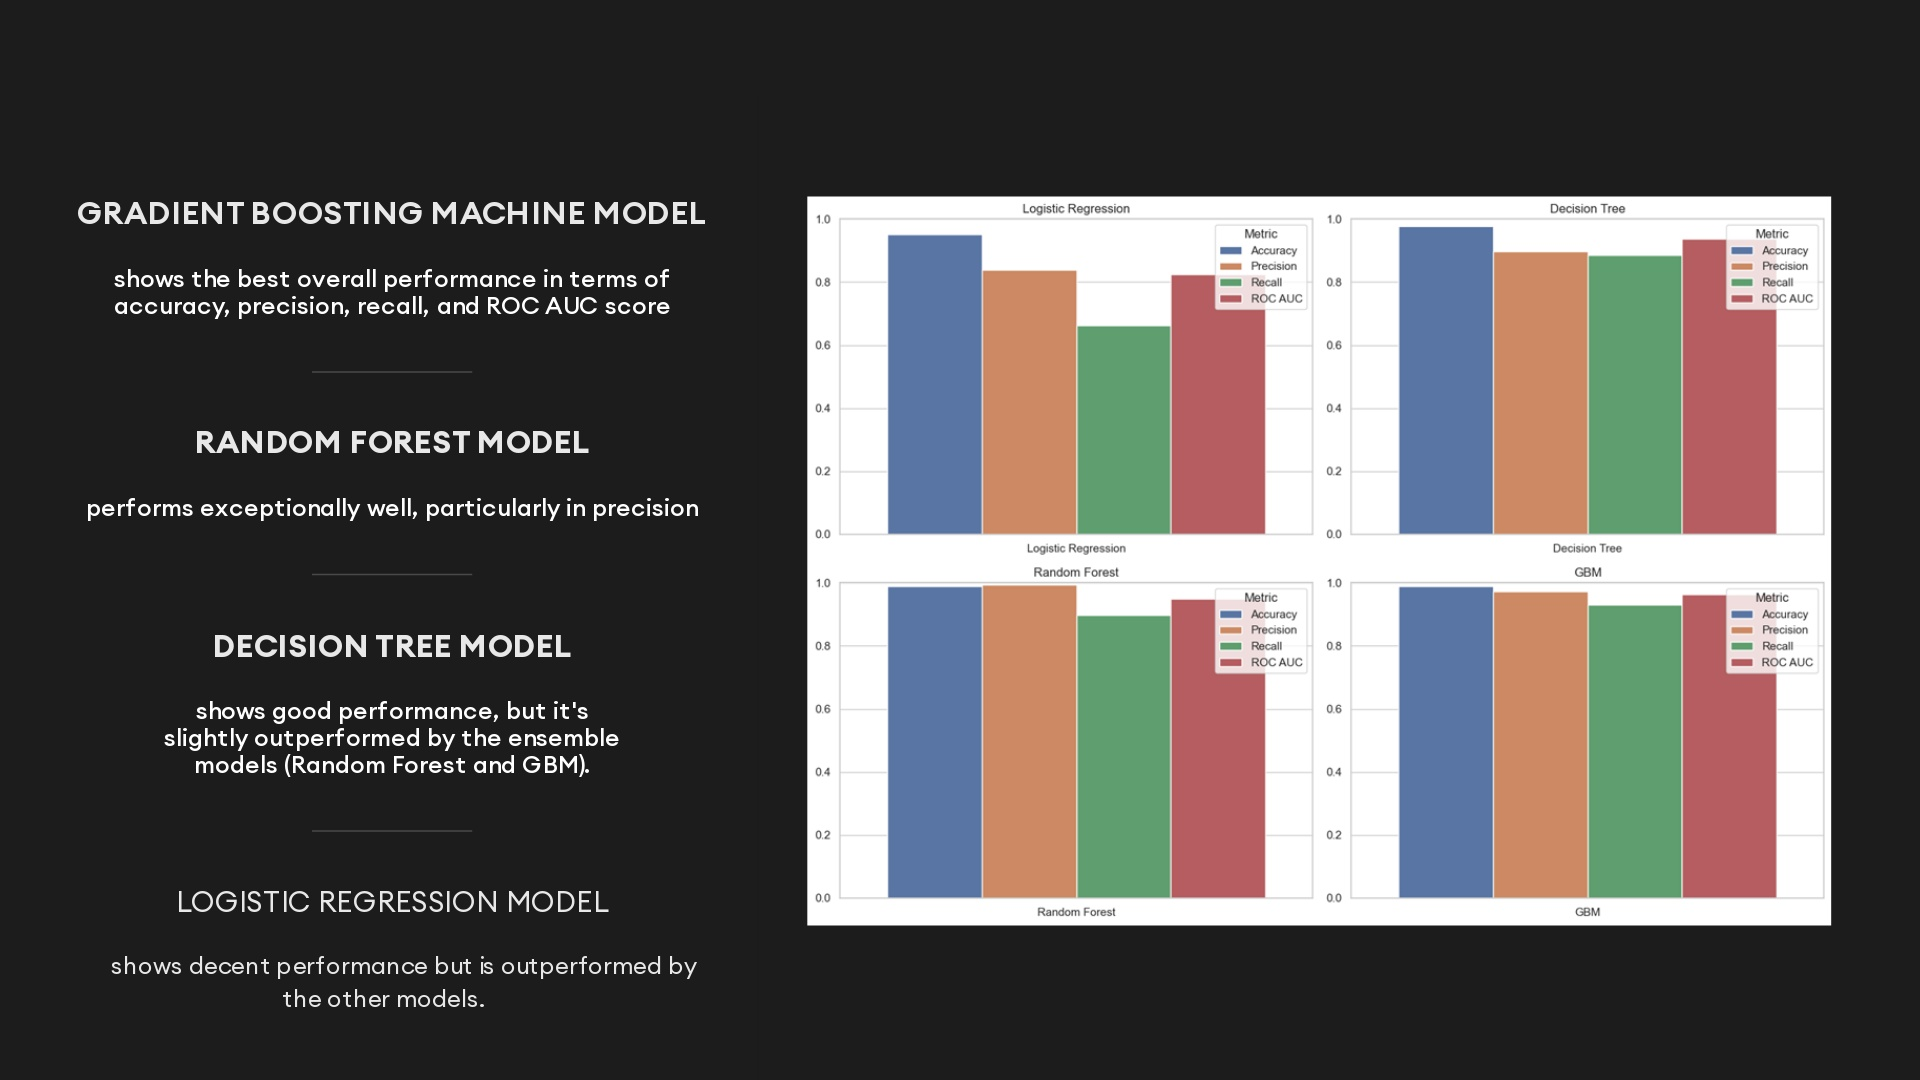 GRADIENT BOOSTING MACHINE MODEL
shows the best overall performance in terms of
accuracy, precision, recall, and ROC AUC score
RANDOM FOREST MODEL
performs exceptionally well, particularly in precision
DECISION TREE MODEL
shows good performance, but it's
slightly outperformed by the ensemble
models (Random Forest and GBM).
LOGISTIC REGRESSION MODEL
shows decent performance but is outperformed by
the other models.
Logistic Regression
1.0
0.8
0.6
0.4
0.2
0.0
Metric
Accuracy
Precision
Recall
ROC AUC
Logistic Regression
Decision Tree
1.0
0.8
0.6
0.4
0.2
0.0
Metric
Accuracy
Precision
Recall
ROC AUC
Decision Tree
Random Forest
1.0
0.8
0.6
0.4
0.2
0.0
Metric
Accuracy
Precision
Recall
ROC AUC
Random Forest
GBM
1.0
0.8
0.6
0.4
0.2
0.0
Metric
Accuracy
Precision
Recall
ROC AUC
GBM